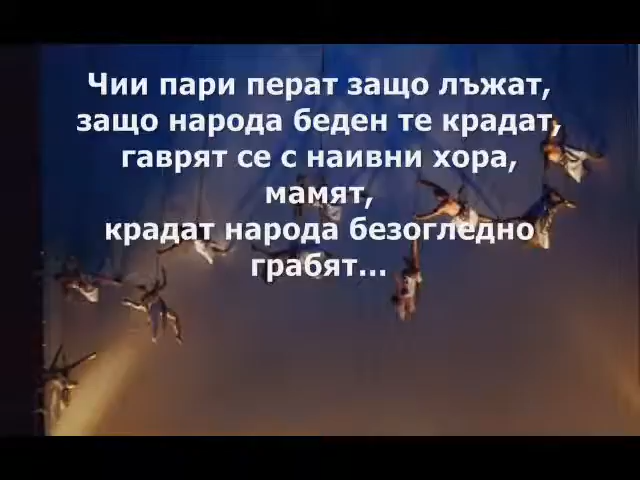 Чии пари перат защо лъжат,
защо народа беден те крадат,
гаврят се с наивни хора,
мамят,
крадат народа безогледно
грабят...